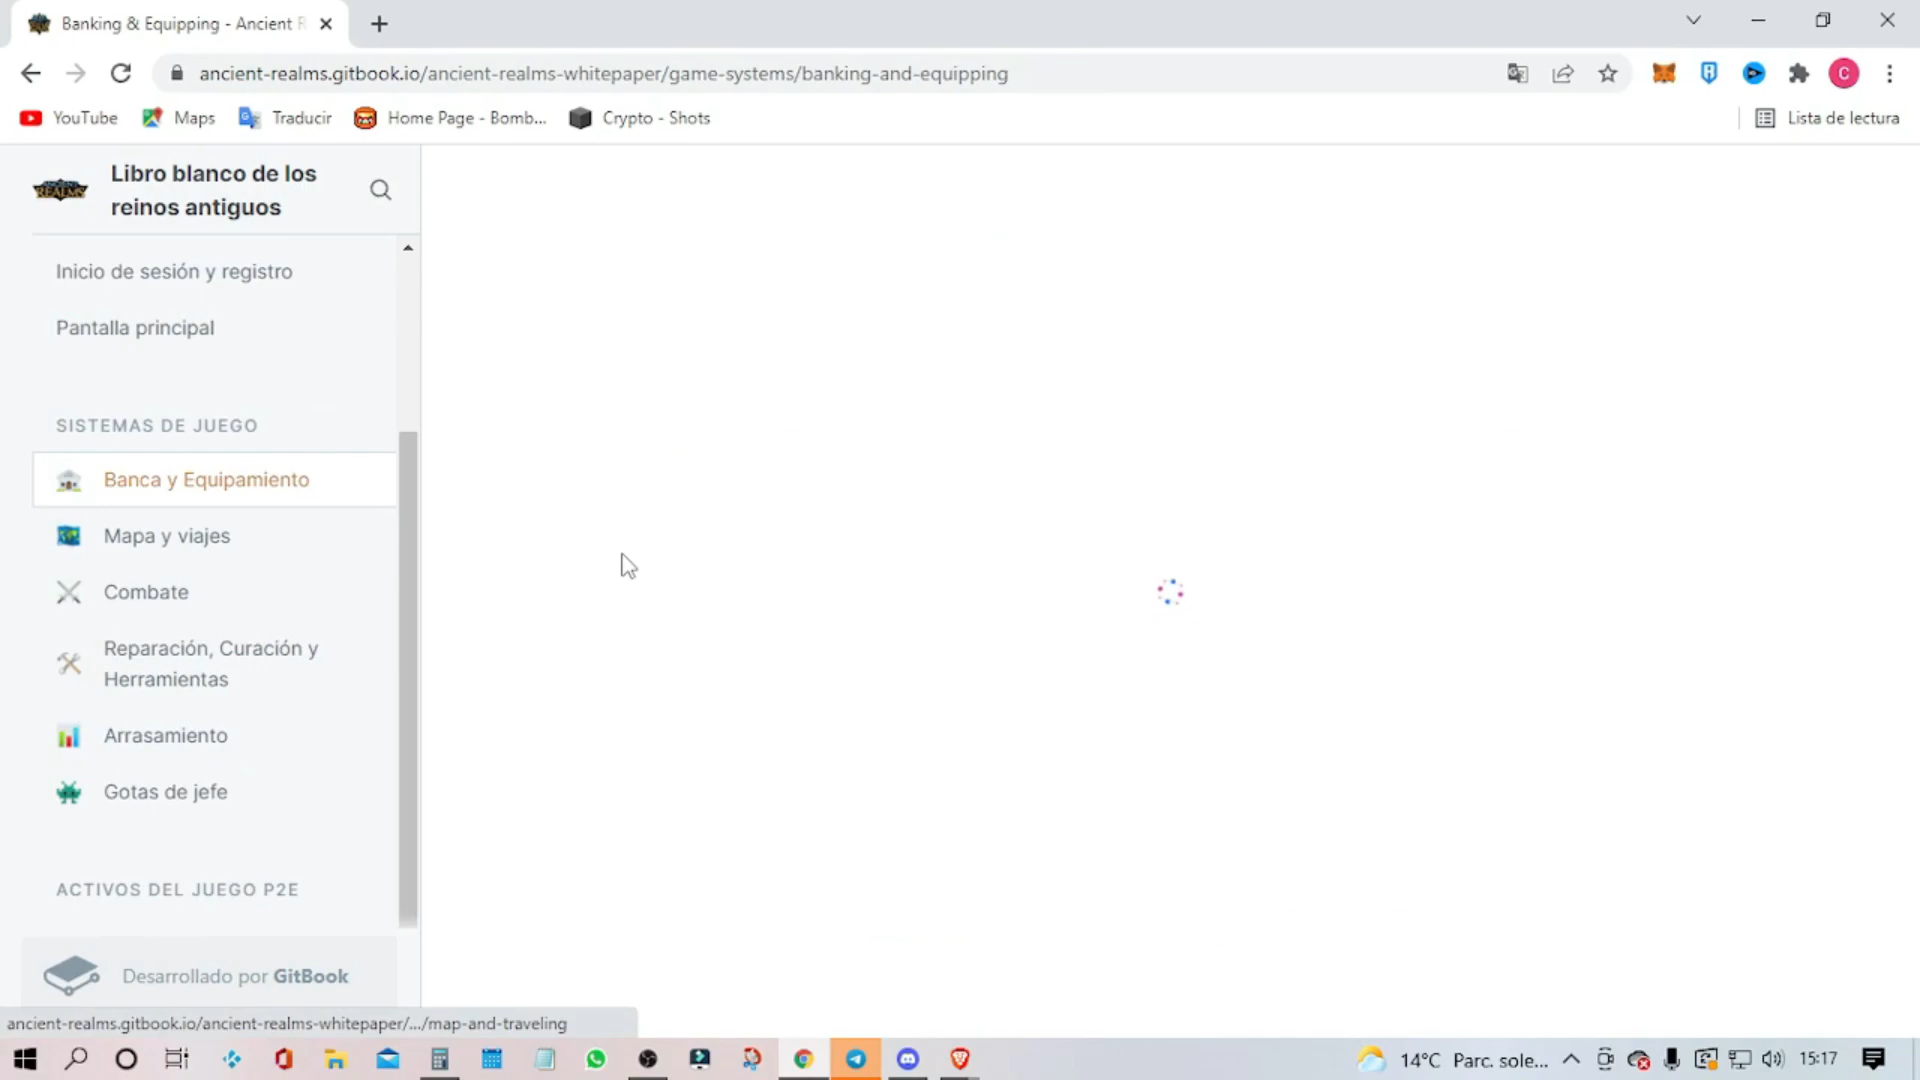 Banking & Equipping - Ancient R
ancient-realms.gitbook.io/ancient-realms-whitepaper/game-systems/banking-and-equipping
C
YouTube
Maps
Traducir
Home Page - Bomb...
Crypto - Shots
Lista de lectura
ANCIENT
REALMS
Libro blanco de los
reinos antiguos
Inicio de sesión y registro
Pantalla principal
SISTEMAS DE JUEGO
Banca y Equipamiento
Mapa y viajes
Combate
Reparación, Curación y
Herramientas
Arrasamiento
Gotas de jefe
ACTIVOS DEL JUEGO P2E
Desarrollado por GitBook
ancient-realms.gitbook.io/ancient-realms-whitepaper/.../map-and-traveling
14°C Parc. sole...
15:17